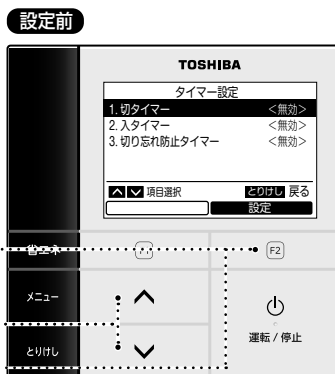 設定前
TOSHIBA
タイマー設定
1. 切タイマー <無効>
2. 入タイマー <無効>
3. 切り忘れ防止タイマー <無効>
項目選択 とりけし 戻る
設定
省エネ F1 F2
メニュー
運転 / 停止
とりけし